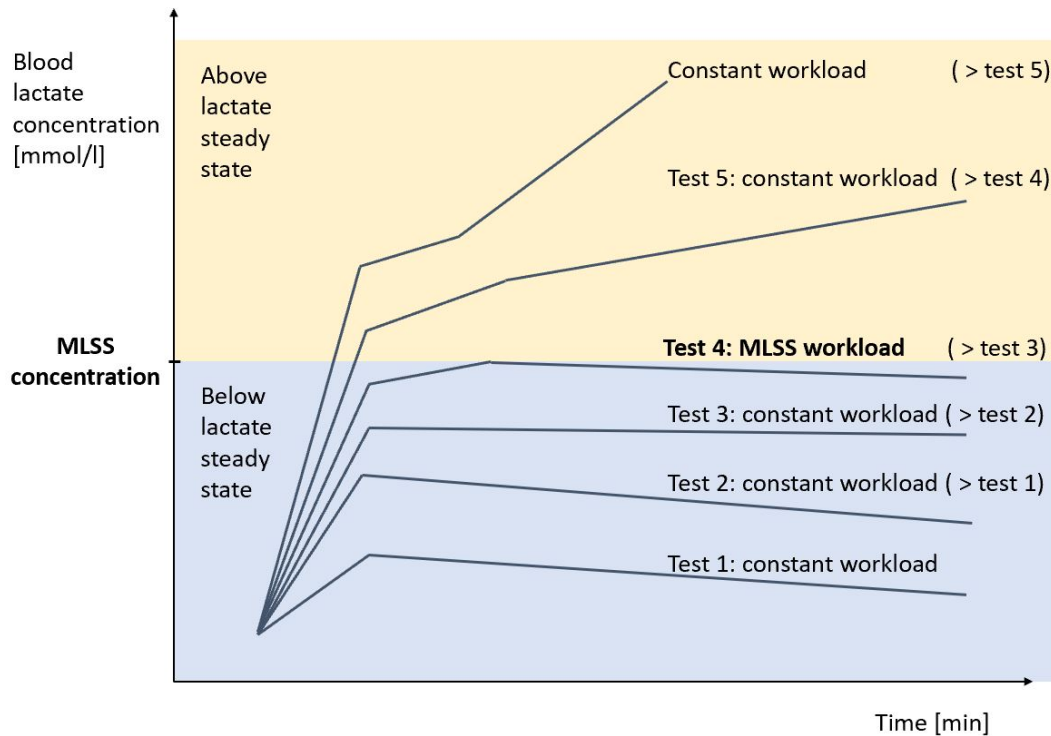 Blood
lactate
concentration
[mmol/l]
Above
lactate
steady
state
Constant workload ( > test 5)
Test 5: constant workload ( > test 4)
MLSS
concentration
Test 4: MLSS workload ( > test 3)
Below
lactate
steady
state
Test 3: constant workload ( > test 2)
Test 2: constant workload ( > test 1)
Test 1: constant workload
Time [min]